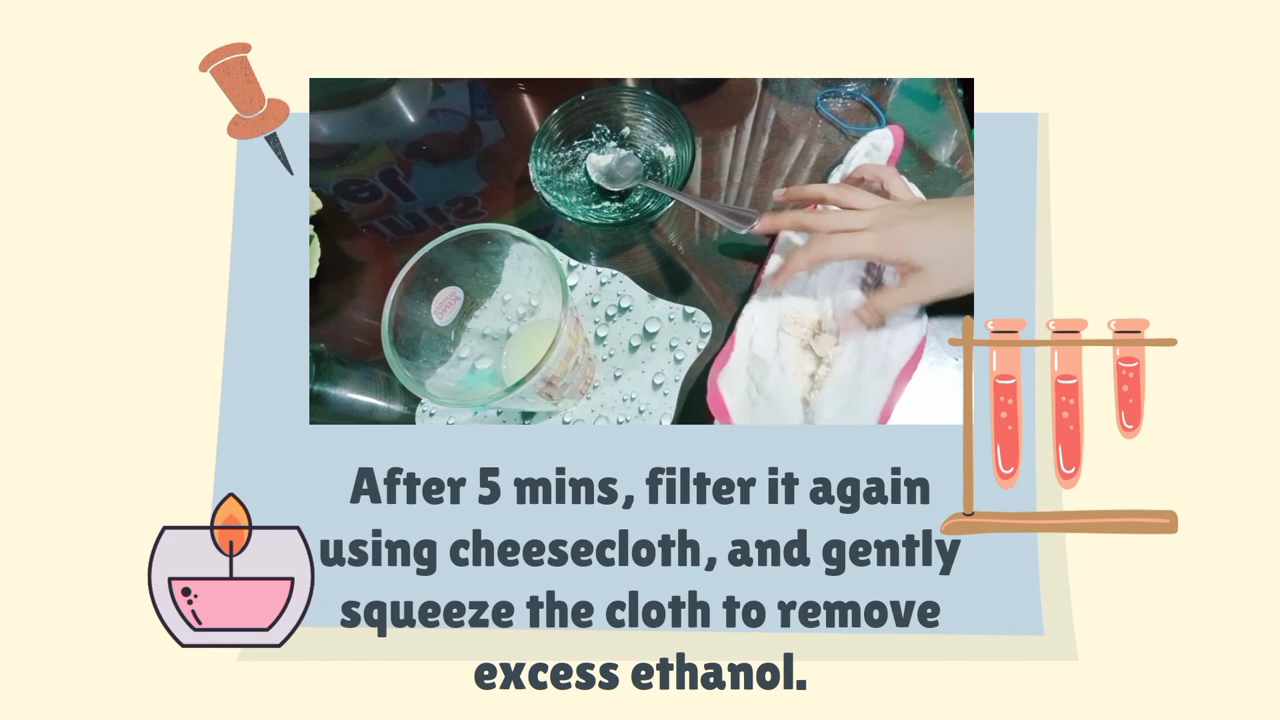 After 5 mins, filter it again
using cheesecloth, and gently
squeeze the cloth to remove
excess ethanol.